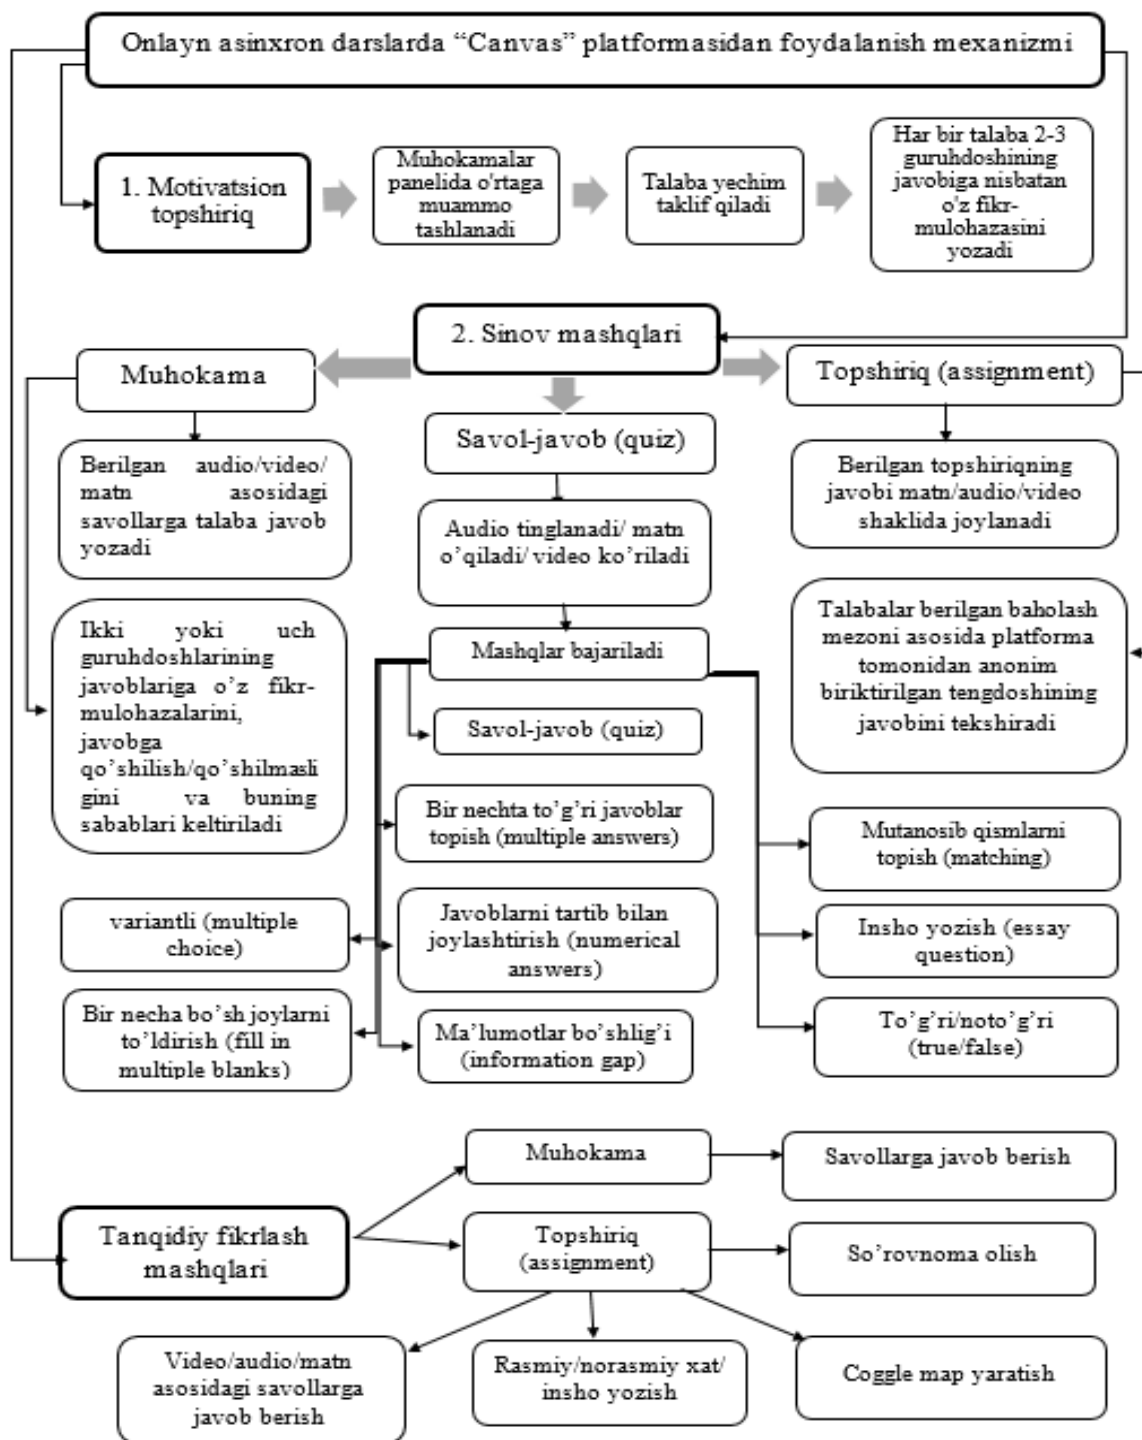 Onlayn asinxron darslarda “Canvas” platformasidan foydalanish mexanizmi
1. Motivatsion
topshiriq
Muhokamalar
panelida o'rtaga
muammo
tashlanadi
Talaba yechim
taklif qiladi
Har bir talaba 2-3
guruhdoshining
javobiga nisbatan
o'z fikr-
mulohazasini
yozadi
2. Sinov mashqlari
Muhokama
Savol-javob (quiz)
Topshiriq (assignment)
Berilgan audio/video/
matn asosidagi
savollarga talaba javob
yozadi
Audio tinglanadi/ matn
o’qiladi/ video ko’riladi
Berilgan topshiriqning
javobi matn/audio/video
shaklida joylanadi
Ikki yoki uch
guruhdoshlarining
javoblariga o’z fikr-
mulohazalarini,
javobga
qo’shilish/qo’shilmasli
gini va buning
sabablari keltiriladi
Mashqlar bajariladi
Talabalar berilgan baholash
mezoni asosida platforma
tomonidan anonim
biriktirilgan tengdoshining
javobini tekshiradi
Savol-javob (quiz)
Bir nechta to’g’ri javoblar
topish (multiple answers)
Mutanosib qismlarni
topish (matching)
variantli (multiple
choice)
Javoblarni tartib bilan
joylashtirish (numerical
answers)
Insho yozish (essay
question)
Bir necha bo’sh joylarni
to’ldirish (fill in
multiple blanks)
Ma’lumotlar bo’shlig’i
(information gap)
To’g’ri/noto’g’ri
(true/false)
Muhokama
Savollarga javob berish
Tanqidiy fikrlash
mashqlari
Topshiriq
(assignment)
So’rovnoma olish
Video/audio/matn
asosidagi savollarga
javob berish
Rasmiy/norasmiy xat/
insho yozish
Coggle map yaratish